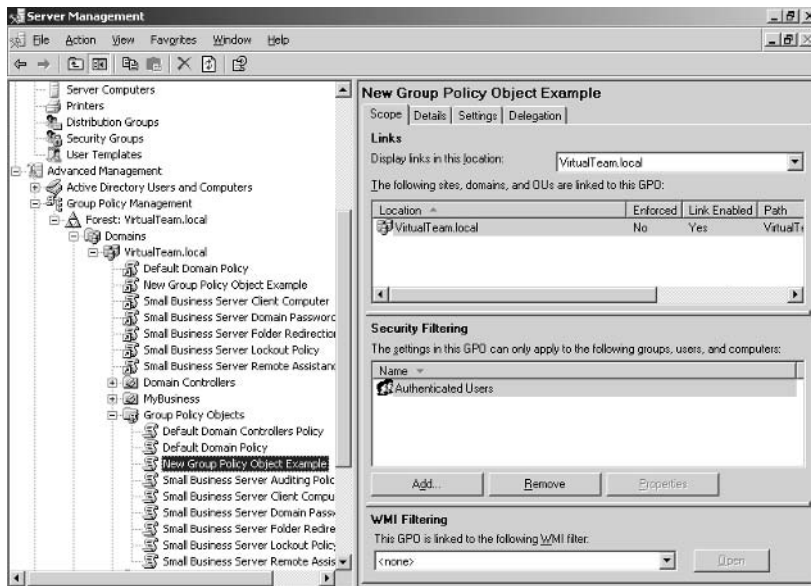 Server Management
File Action View Favorites Window Help
Server Computers
Printers
Distribution Groups
Security Groups
User Templates
Advanced Management
Active Directory Users and Computers
Group Policy Management
Forest: VirtualTeam.local
Domains
VirtualTeam.local
Default Domain Policy
New Group Policy Object Example
Small Business Server Client Computer
Small Business Server Domain Password
Small Business Server Folder Redirection
Small Business Server Lockout Policy
Small Business Server Remote Assistanc
Domain Controllers
MyBusiness
Group Policy Objects
Default Domain Controllers Policy
Default Domain Policy
New Group Policy Object Example
Small Business Server Auditing Polic
Small Business Server Client Compu
Small Business Server Domain Passw
Small Business Server Folder Redire
Small Business Server Lockout Policy
Small Business Server Remote Assis
New Group Policy Object Example
Scope Details Settings Delegation
Links
Display links in this location: VirtualTeam.local
The following sites, domains, and OUs are linked to this GPO:
Location Enforced Link Enabled Path
VirtualTeam.local No Yes VirtualT
Security Filtering
The settings in this GPO can only apply to the following groups, users, and computers:
Name
Authenticated Users
Add... Remove Properties
WMI Filtering
This GPO is linked to the following WMI filter:
<none> Open